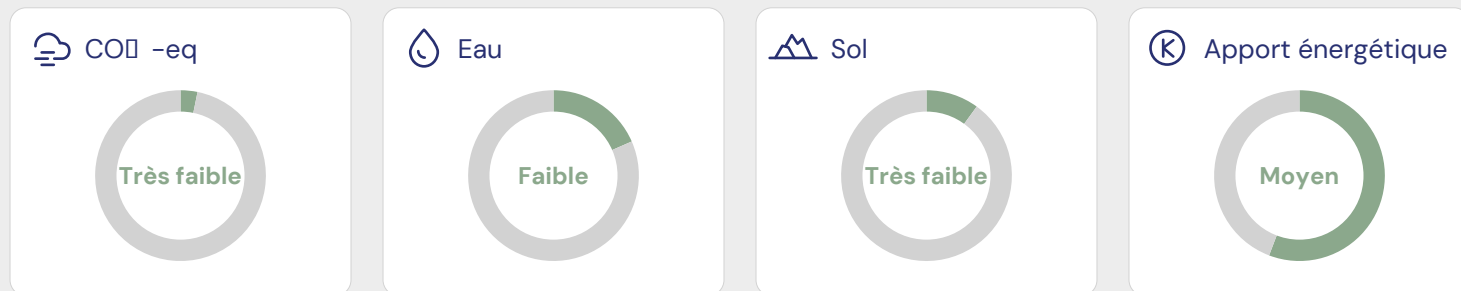 CO▯ -eq
Très faible
Eau
Faible
Sol
Très faible
Apport énergétique
Moyen